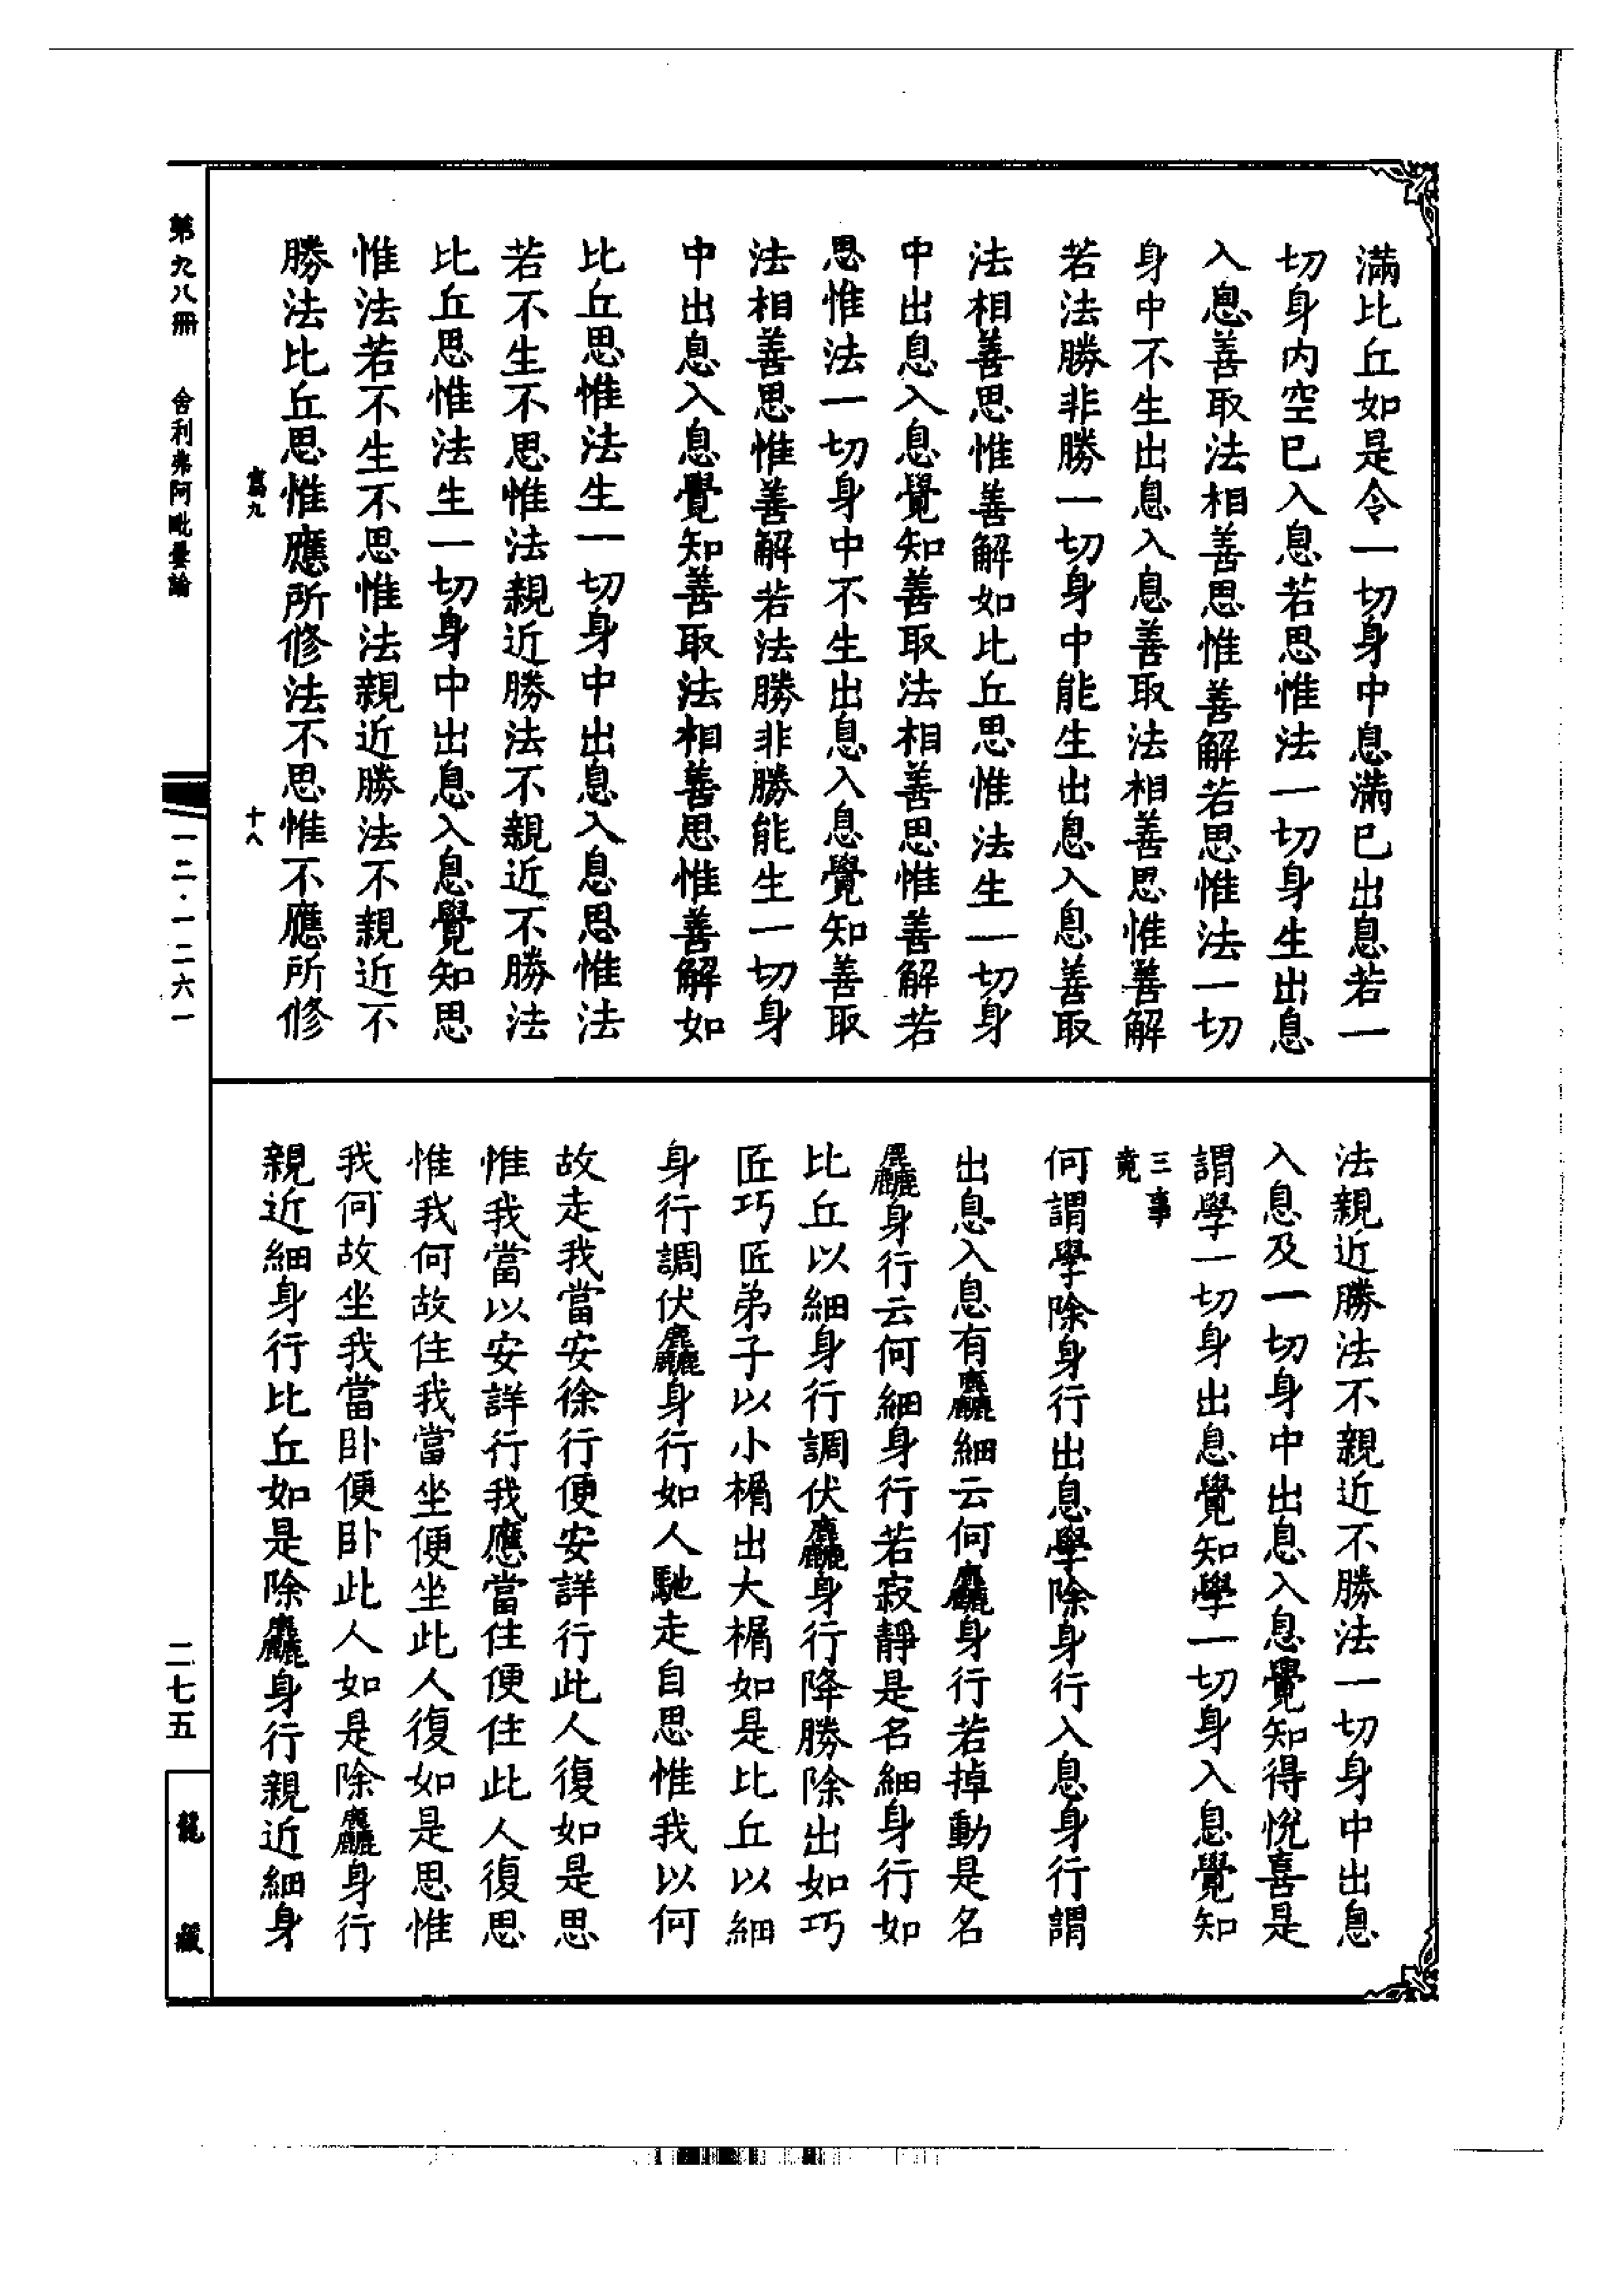 滿比丘如是令一切身中息滿已出息若一
切身內空已入息若思惟法一切身生出息
入息善取法相善思惟善解若思惟法一切
身中不生出息入息善取法相善思惟善解
若法勝非勝一切身中能生出息入息善取
法相善思惟善解如比丘思惟法生一切身
中出息入息覺知善取法相善思惟善解若
思惟法一切身中不生出息入息覺知善取
法相善思惟善解若法勝非勝能生一切身
中出息入息覺知善取法相善思惟善解如
比丘思惟法生一切身中出息入息思惟法
若不生不思惟法親近勝法不親近不勝法
比丘思惟法生一切身中出息入息覺知思
惟法若不生不思惟法親近勝法不親近不
勝法比丘思惟應所修法不思惟不應所修
法親近勝法不親近不勝法一切身中出息
入息及一切身中出息入息覺知得悅喜是
謂學一切身出息覺知學一切身入息覺知
三事
竟
何謂學除身行出息學除身行入息身行謂
出息入息有麤細云何麤身行若掉動是名
麤身行云何細身行若寂靜是名細身行如
比丘以細身行調伏麤身行降勝除出如巧
匠巧匠弟子以小楔出大楔如是比丘以細
身行調伏麤身行如人馳走自思惟我以何
故走我當安徐行便安詳行此人復如是思
惟我當以安詳行我應當住便住此人復思
惟我何故住我當坐便坐此人復如是思惟
我何故坐我當臥便臥此人如是除麤身行
親近細身行比丘如是除麤身行親近細身
第九八冊
舍利弗阿毗曇論
九
十八
一二·一二六一
二七五
龍藏